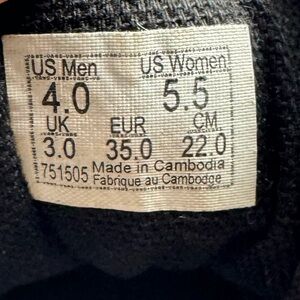 US Men US Women
4.0 5.5
UK EUR CM
3.0 35.0 22.0
751505 Made in Cambodia
Fabrique au Cambodge